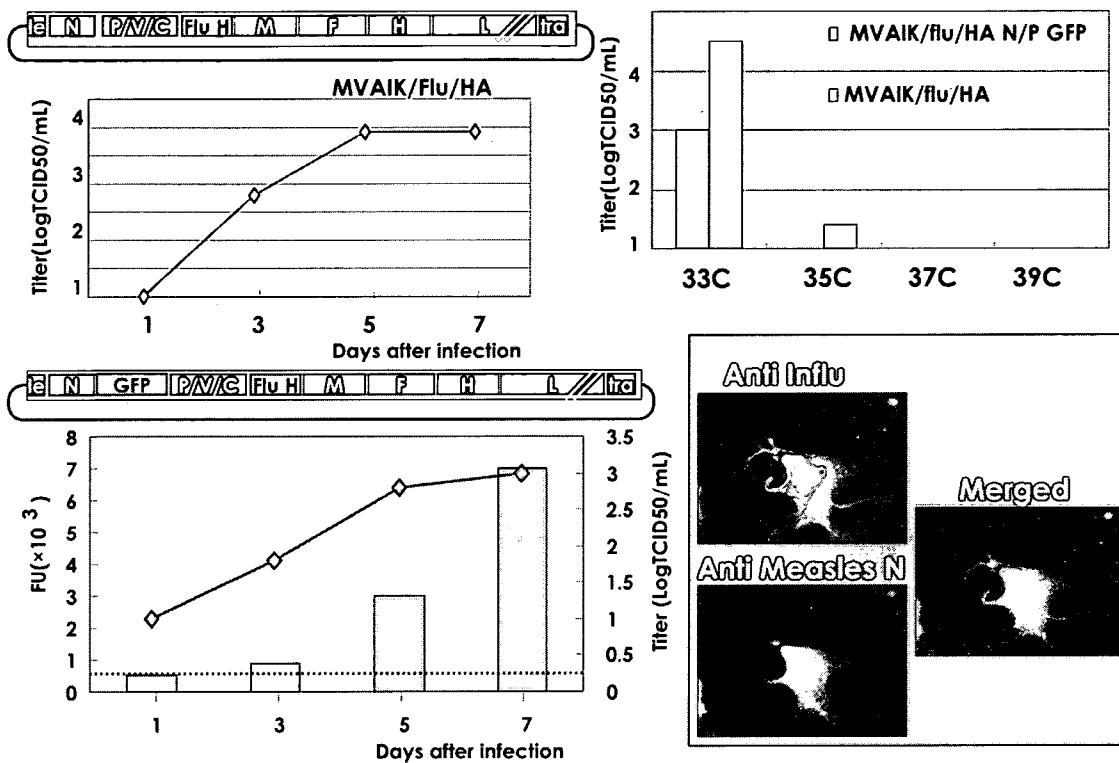 le N P/V/C Flu H M F H L tra
MVAIK/Flu/HA
Titer(LogTCID50/mL)
4
3
2
1
1 3 5 7
Days after infection
MVAIK/flu/HA N/P GFP
MVAIK/flu/HA
Titer(LogTCID50/mL)
4
3
2
1
33C 35C 37C 39C
le N GFP P/V/C Flu H M F H L tra
FU(×10 3)
8
7
6
5
4
3
2
1
0
3.5
3
2.5
2
1.5
1
0.5
0
Titer (LogTCID50/mL)
1 3 5 7
Days after infection
Anti Influ
Merged
Anti Measles N